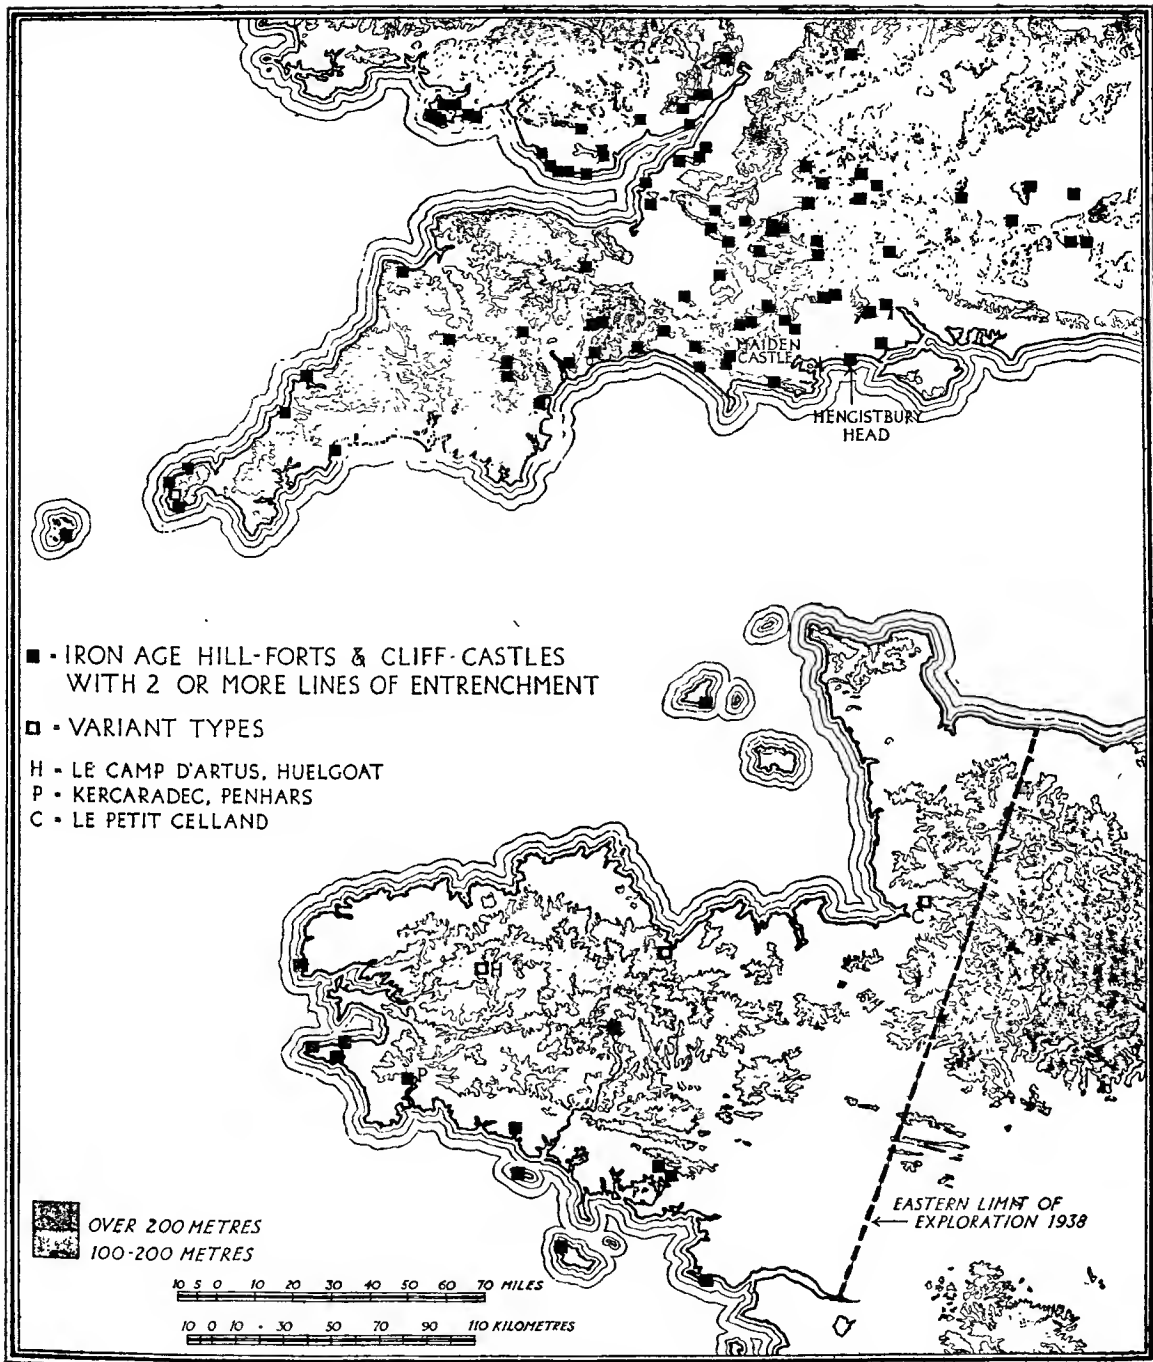 MAIDEN
CASTLE
HENGISTBURY
HEAD
■ - IRON AGE HILL-FORTS & CLIFF-CASTLES
WITH 2 OR MORE LINES OF ENTRENCHMENT
□ - VARIANT TYPES
H - LE CAMP D'ARTUS, HUELGOAT
P - KERCARADEC, PENHARS
C - LE PETIT CELLAND
C
H
P
EASTERN LIMIT OF
EXPLORATION 1938
OVER 200 METRES
100-200 METRES
10 5 0 10 20 30 40 50 60 70 MILES
10 0 10 · 30 50 70 90 110 KILOMETRES